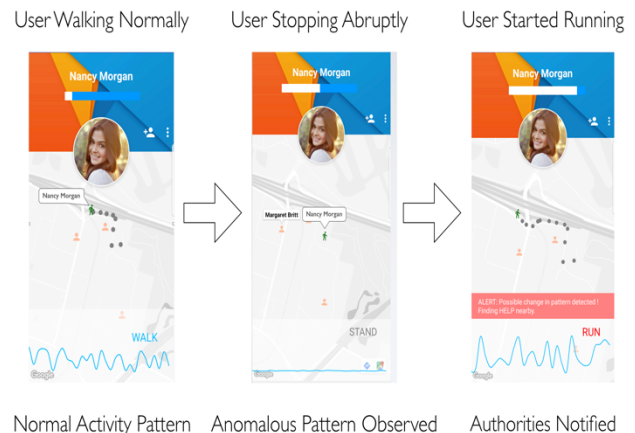 User Walking Normally
User Stopping Abruptly
User Started Running
Nancy Morgan
Nancy Morgan
Nancy Morgan
Nancy Morgan
Margaret Britt
Nancy Morgan
ALERT: Possible change in pattern detected !
Finding HELP nearby.
WALK
STAND
RUN
Google
Google
Google
Normal Activity Pattern
Anomalous Pattern Observed
Authorities Notified